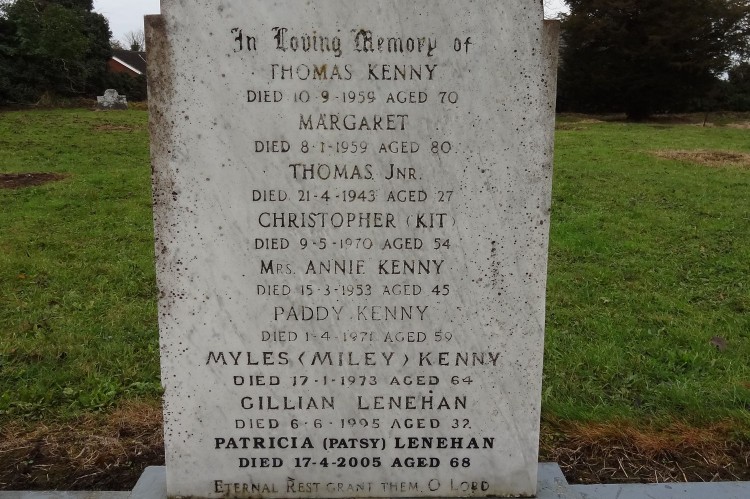 In Loving Memory of
THOMAS KENNY
DIED 10-9-1959 AGED 70
MARGARET
DIED 8-1-1959 AGED 80
THOMAS JNR.
DIED 21-4-1943 AGED 27
CHRISTOPHER (KIT)
DIED 9-5-1970 AGED 54
MRS. ANNIE KENNY
DIED 15-3-1953 AGED 45
PADDY KENNY
DIED 1-4-1971 AGED 59
MYLES (MILEY) KENNY
DIED 17-1-1973 AGED 64
GILLIAN LENEHAN
DIED 6-6-1995 AGED 32
PATRICIA (PATSY) LENEHAN
DIED 17-4-2005 AGED 68
ETERNAL REST GRANT THEM O LORD